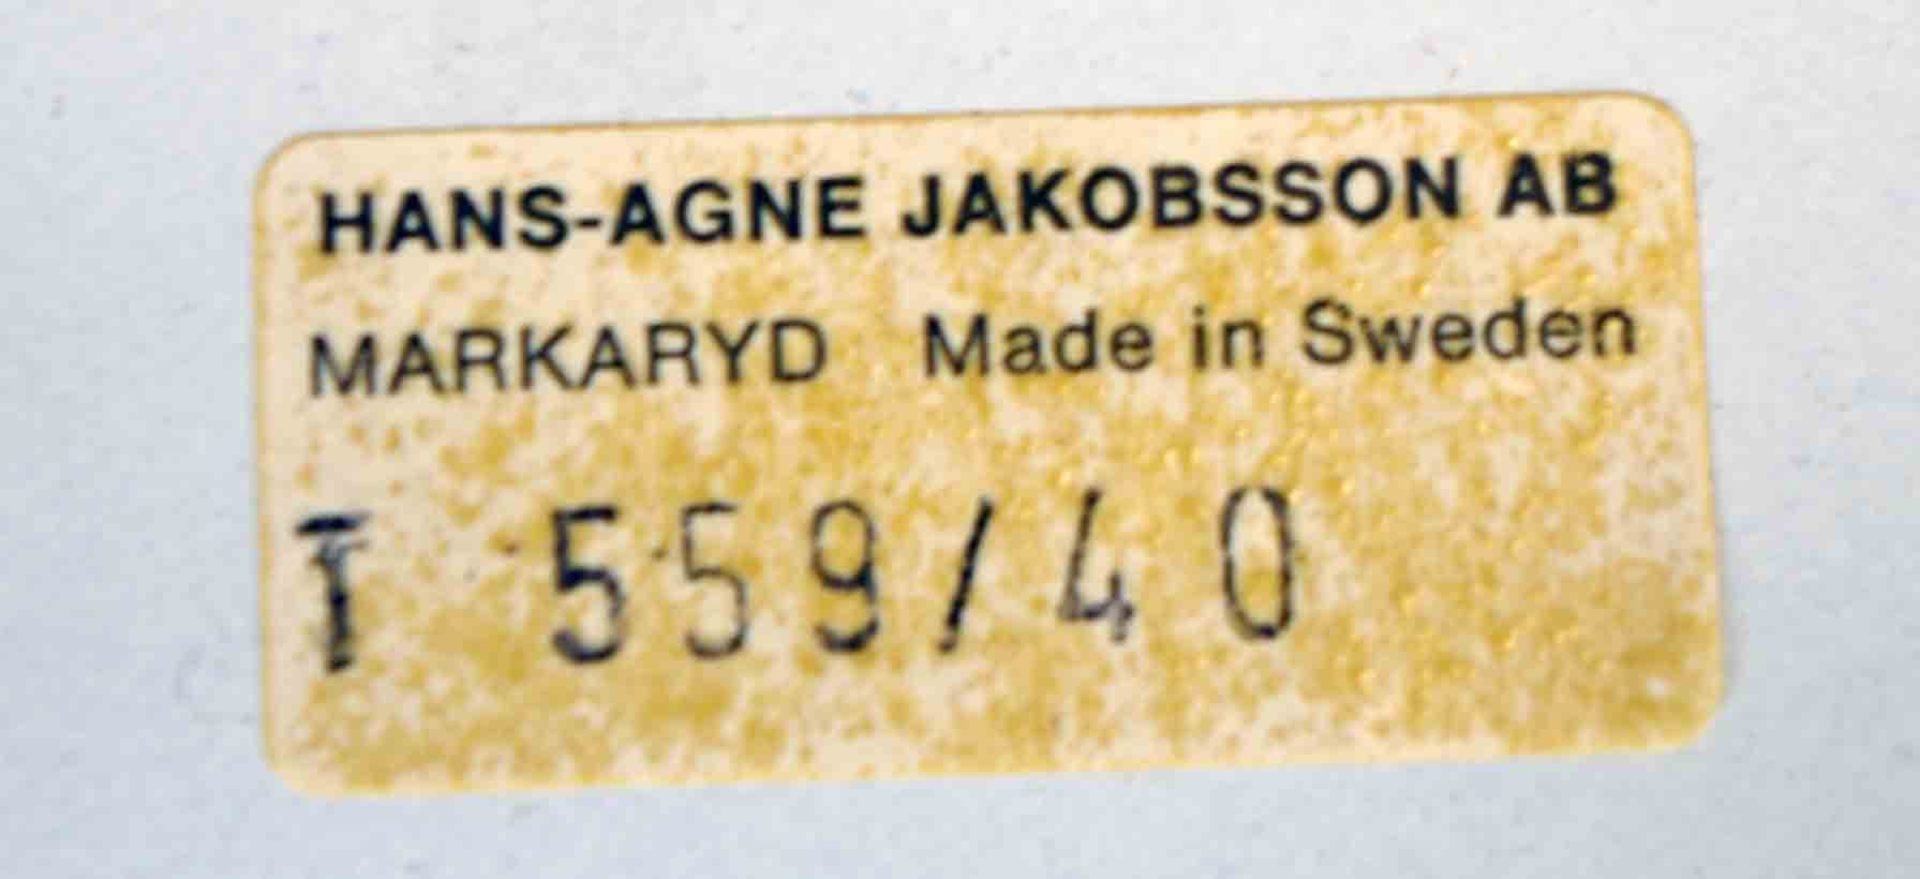 HANS-AGNE JAKOBSSON AB
MARKARYD Made in Sweden
T 559/40